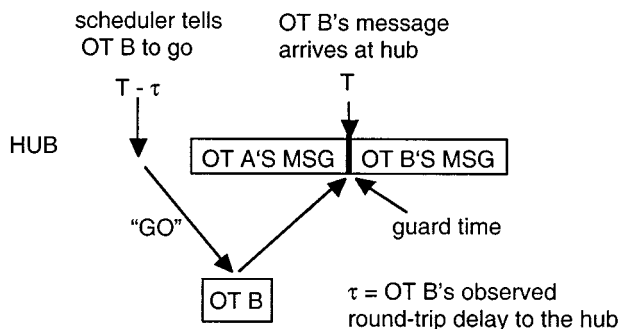 scheduler tells
OT B to go
T - τ
OT B's message
arrives at hub
T
HUB
OT A'S MSG
OT B'S MSG
"GO"
guard time
OT B
τ = OT B's observed
round-trip delay to the hub